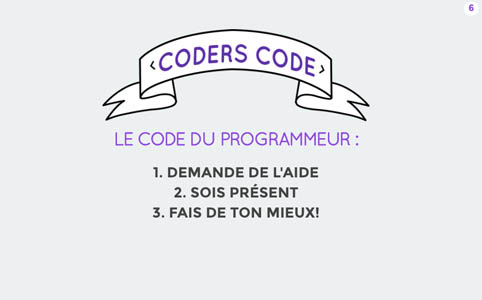 6
<CODERS CODE>
LE CODE DU PROGRAMMEUR :
1. DEMANDE DE L'AIDE
2. SOIS PRÉSENT
3. FAIS DE TON MIEUX!